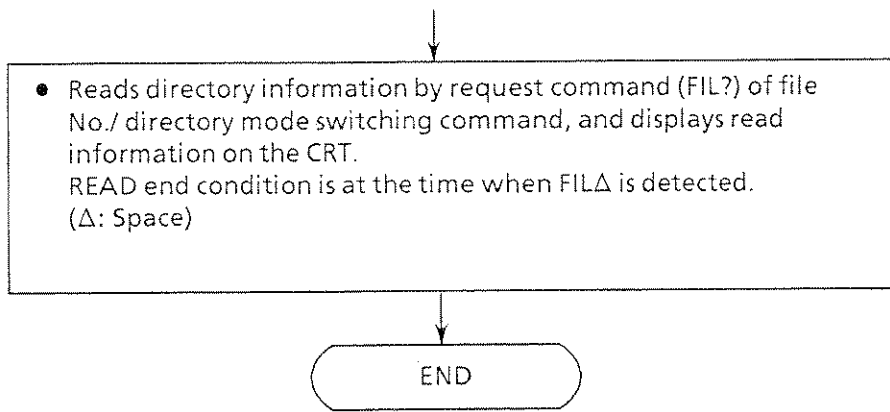 ● Reads directory information by request command (FIL?) of file
No./ directory mode switching command, and displays read
information on the CRT.
READ end condition is at the time when FILΔ is detected.
(Δ: Space)
END